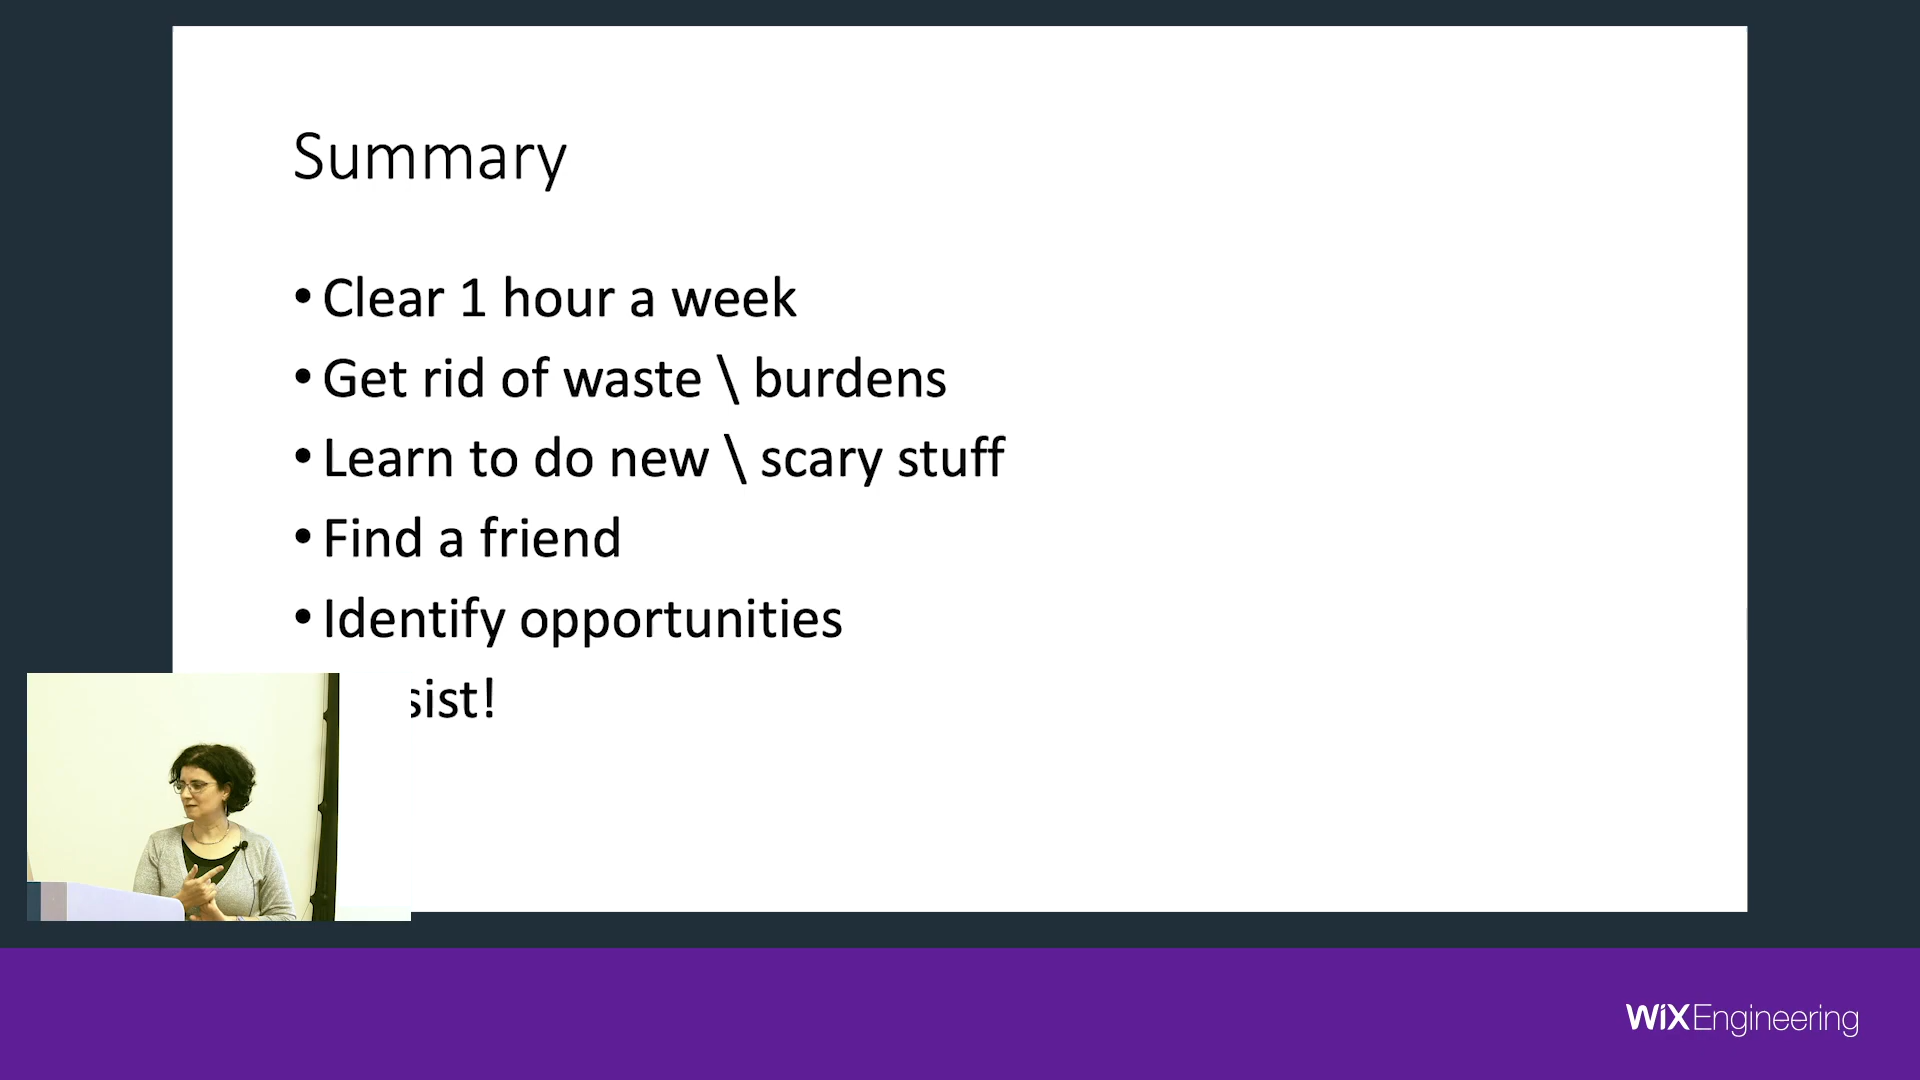 Summary
• Clear 1 hour a week
• Get rid of waste \ burdens
• Learn to do new \ scary stuff
• Find a friend
• Identify opportunities
sist!
WiXEngineering